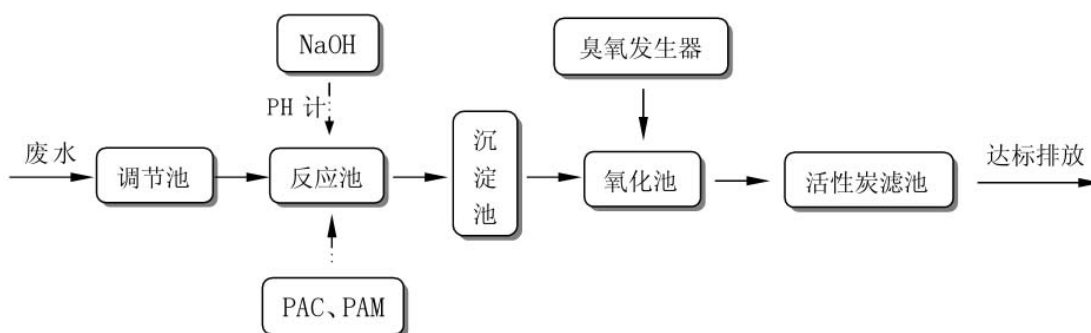 NaOH
臭氧发生器
PH 计
废水
调节池
反应池
沉
淀
池
氧化池
活性炭滤池
达标排放
PAC、PAM